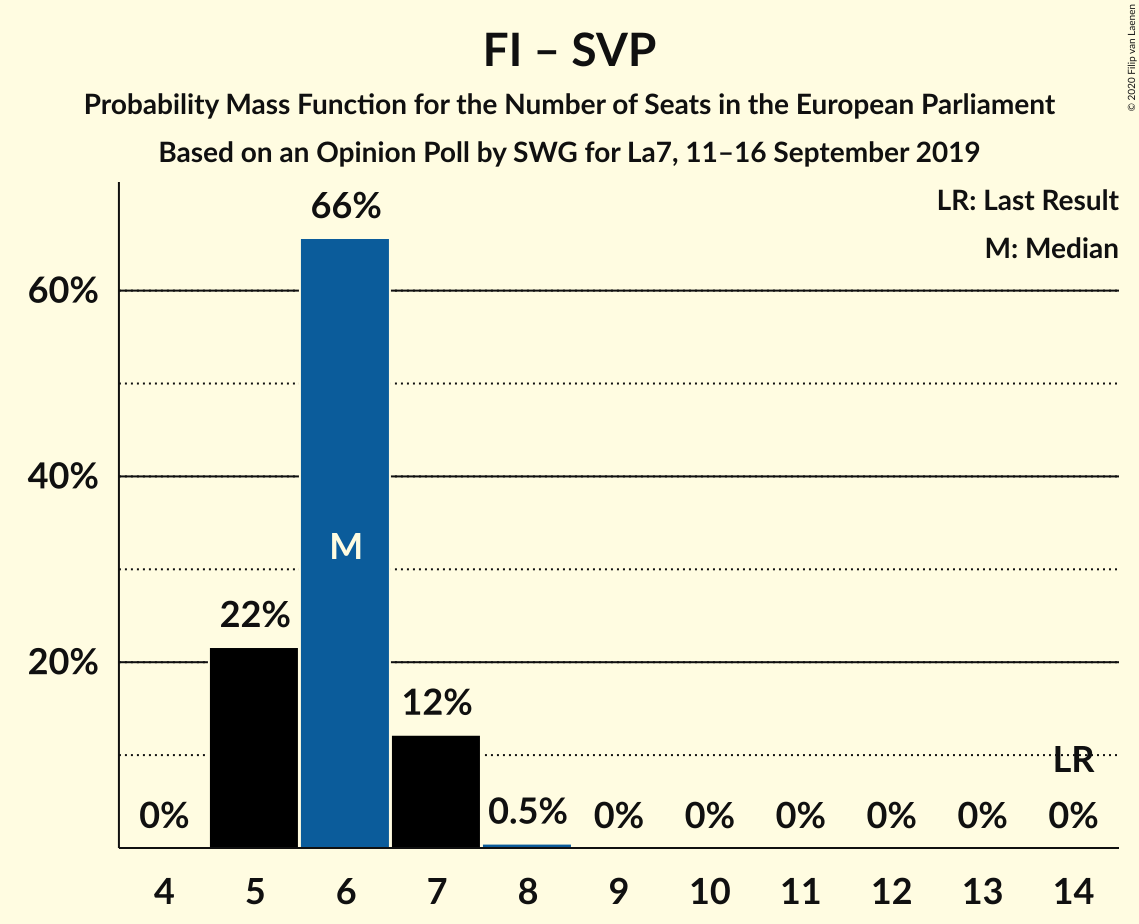 FI – SVP
Probability Mass Function for the Number of Seats in the European Parliament
Based on an Opinion Poll by SWG for La7, 11–16 September 2019
© 2020 Filip van Laenen
LR: Last Result
M: Median
66%
60%
40%
M
22%
20%
12%
LR
0% 0.5% 0% 0% 0% 0% 0% 0%
4 5 6 7 8 9 10 11 12 13 14